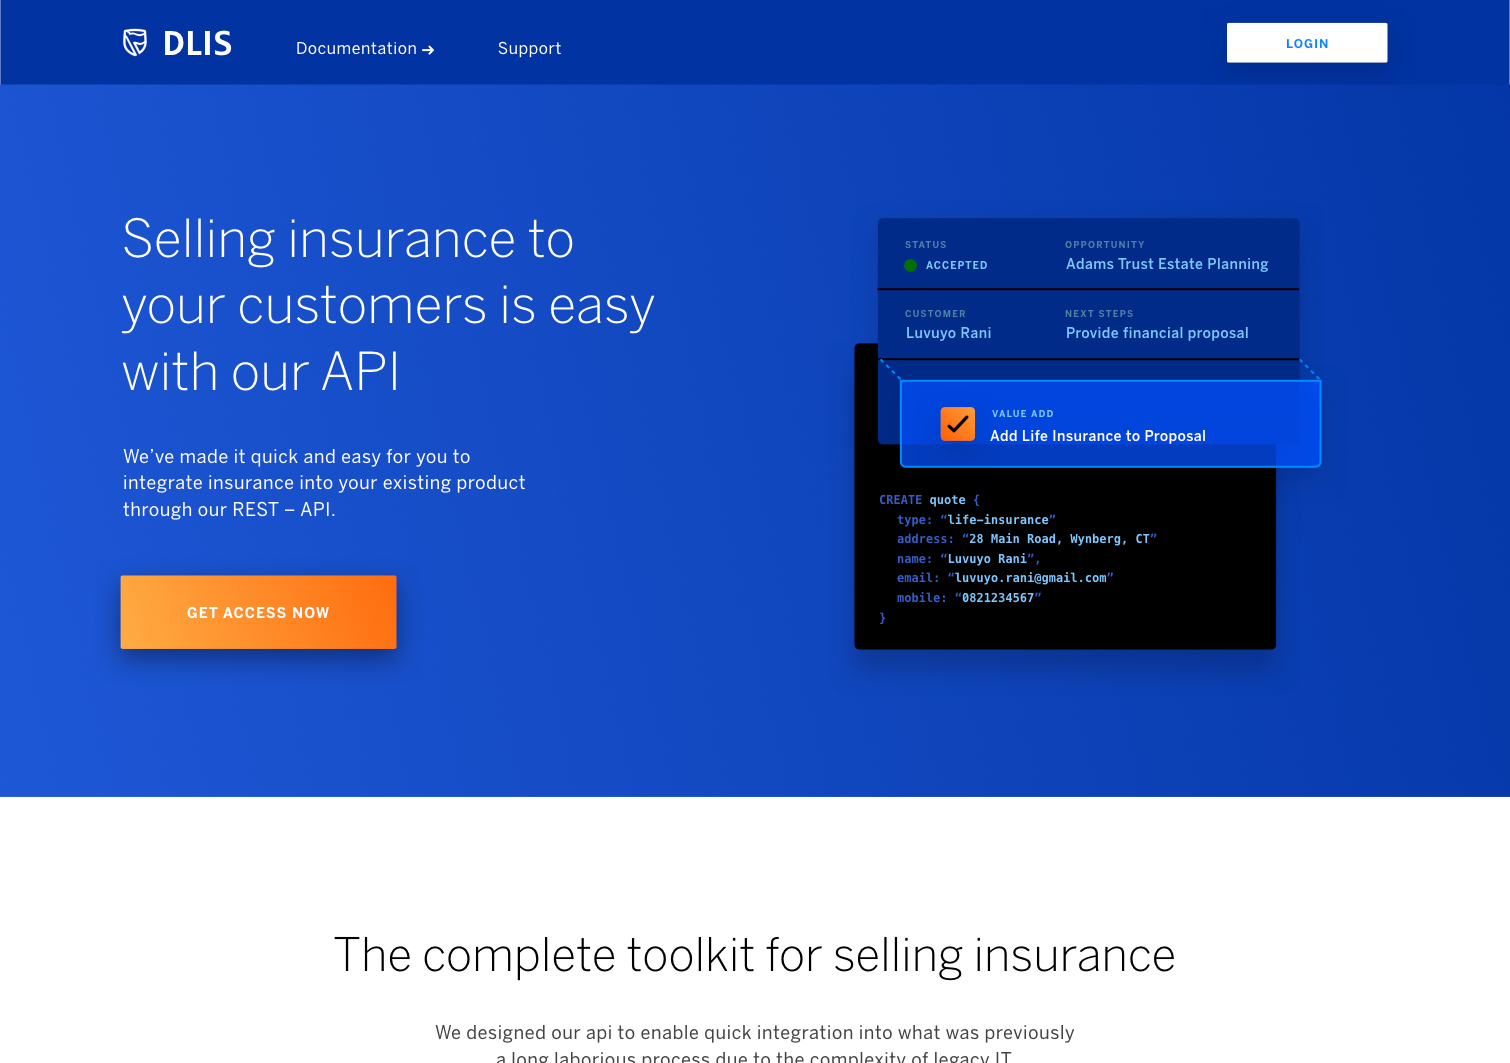 DLIS
Documentation →
Support
LOGIN
Selling insurance to
your customers is easy
with our API
We’ve made it quick and easy for you to
integrate insurance into your existing product
through our REST – API.
GET ACCESS NOW
STATUS
ACCEPTED
OPPORTUNITY
Adams Trust Estate Planning
CUSTOMER
Luvuyo Rani
NEXT STEPS
Provide financial proposal
VALUE ADD
Add Life Insurance to Proposal
CREATE quote {
type: “life–insurance”
address: “28 Main Road, Wynberg, CT”
name: “Luvuyo Rani”,
email: “luvuyo.rani@gmail.com”
mobile: “0821234567”
}
The complete toolkit for selling insurance
We designed our api to enable quick integration into what was previously
a long laborious process due to the complexity of legacy IT